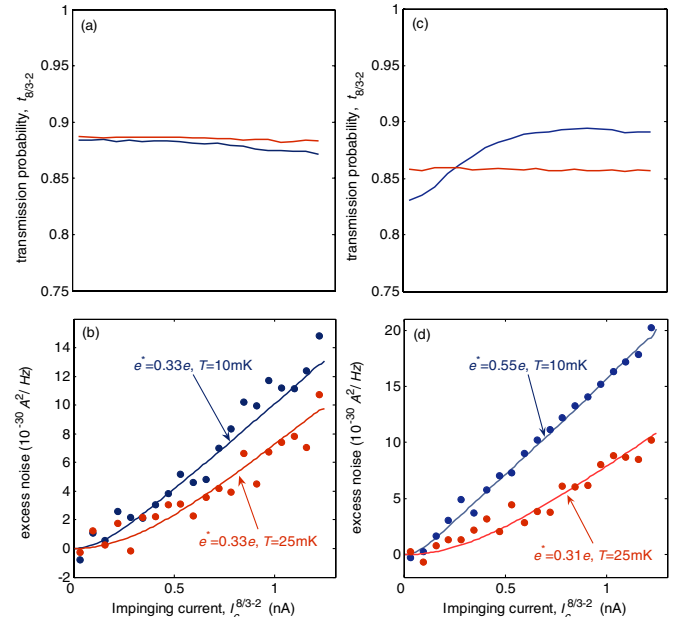 (a)
1
0.95
0.9
0.85
0.8
0.75
transmission probability, t8/3-2
(c)
1
0.95
0.9
0.85
0.8
0.75
transmission probability, t8/3-2
(b)
14
12
10
8
6
4
2
0
-2
excess noise (10-30 A2/ Hz)
e*=0.33e, T=10mK
e*=0.33e, T=25mK
0
0.5
1
Impinging current, I 8/3-2 (nA)
(d)
20
15
10
5
0
excess noise (10-30 A2/ Hz)
e*=0.55e, T=10mK
e*=0.31e, T=25mK
0
0.5
1
Impinging current, I 8/3-2 (nA)